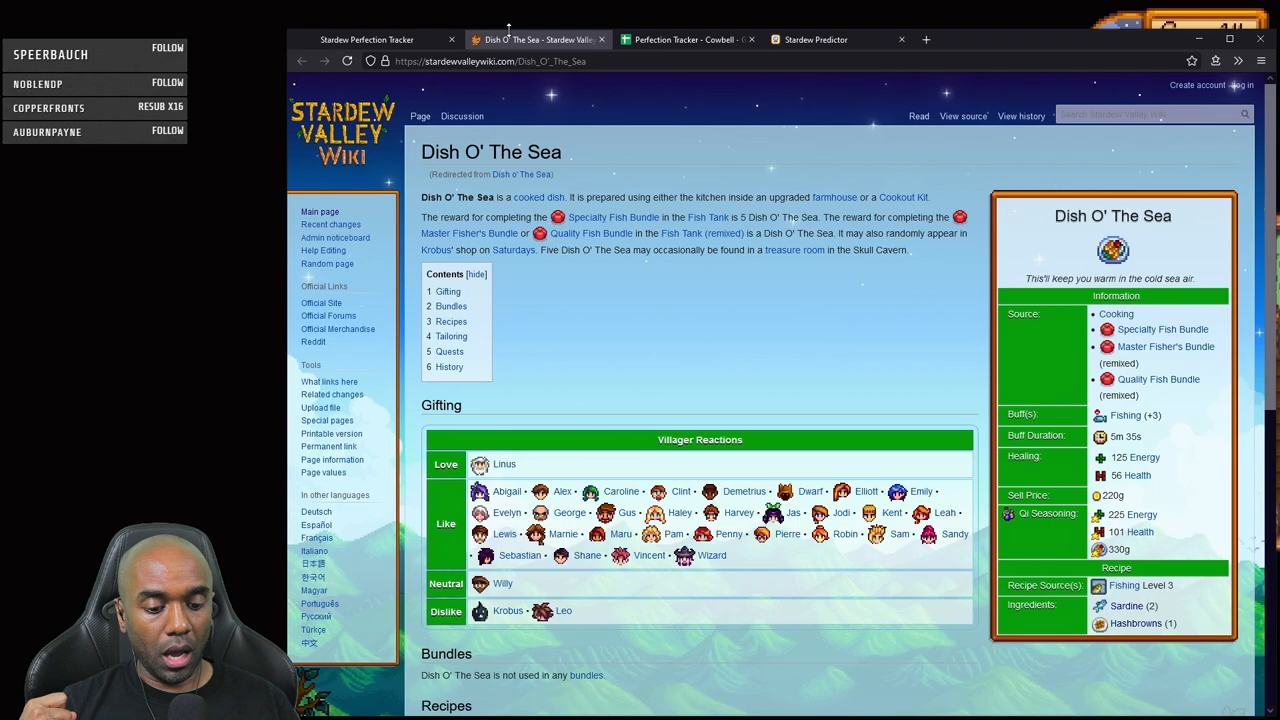 SPEERBAUCH FOLLOW
NOBLENDP FOLLOW
COPPERFRONTS RESUB X16
AUBURNPAYNE FOLLOW
Stardew Perfection Tracker
Dish O' The Sea - Stardew Valley
Perfection Tracker - Cowbell - G
Stardew Predictor
https://stardewvalleywiki.com/Dish_O'_The_Sea
Create account Log in
STARDEW
VALLEY
WIKI
Page Discussion Read View source View history Search Stardew Valley Wiki
Dish O' The Sea
(Redirected from Dish o' The Sea)
Dish O' The Sea is a cooked dish. It is prepared using either the kitchen inside an upgraded farmhouse or a Cookout Kit.
The reward for completing the Specialty Fish Bundle in the Fish Tank is 5 Dish O' The Sea. The reward for completing the
Master Fisher's Bundle or Quality Fish Bundle in the Fish Tank (remixed) is a Dish O' The Sea. It may also randomly appear in
Krobus' shop on Saturdays. Five Dish O' The Sea may occasionally be found in a treasure room in the Skull Cavern.
Main page
Recent changes
Admin noticeboard
Help Editing
Random page
Official Links
Official Site
Official Forums
Official Merchandise
Reddit
Tools
What links here
Related changes
Upload file
Special pages
Printable version
Permanent link
Page information
Page values
In other languages
Deutsch
Español
Français
Italiano
日本語
한국어
Magyar
Português
Русский
Türkçe
中文
Contents [hide]
1 Gifting
2 Bundles
3 Recipes
4 Tailoring
5 Quests
6 History
Gifting
Villager Reactions
Love Linus
Like Abigail • Alex • Caroline • Clint • Demetrius • Dwarf • Elliott • Emily •
Evelyn • George • Gus • Haley • Harvey • Jas • Jodi • Kent • Leah •
Lewis • Marnie • Maru • Pam • Penny • Pierre • Robin • Sam • Sandy
• Sebastian • Shane • Vincent • Wizard
Neutral Willy
Dislike Krobus • Leo
Bundles
Dish O' The Sea is not used in any bundles.
Recipes
Dish O' The Sea
This'll keep you warm in the cold sea air.
Information
Source: • Cooking
• Specialty Fish Bundle
• Master Fisher's Bundle
(remixed)
• Quality Fish Bundle
(remixed)
Buff(s): Fishing (+3)
Buff Duration: 5m 35s
Healing: 125 Energy
56 Health
Sell Price: 220g
Qi Seasoning: 225 Energy
101 Health
330g
Recipe
Recipe Source(s): Fishing Level 3
Ingredients: Sardine (2)
Hashbrowns (1)